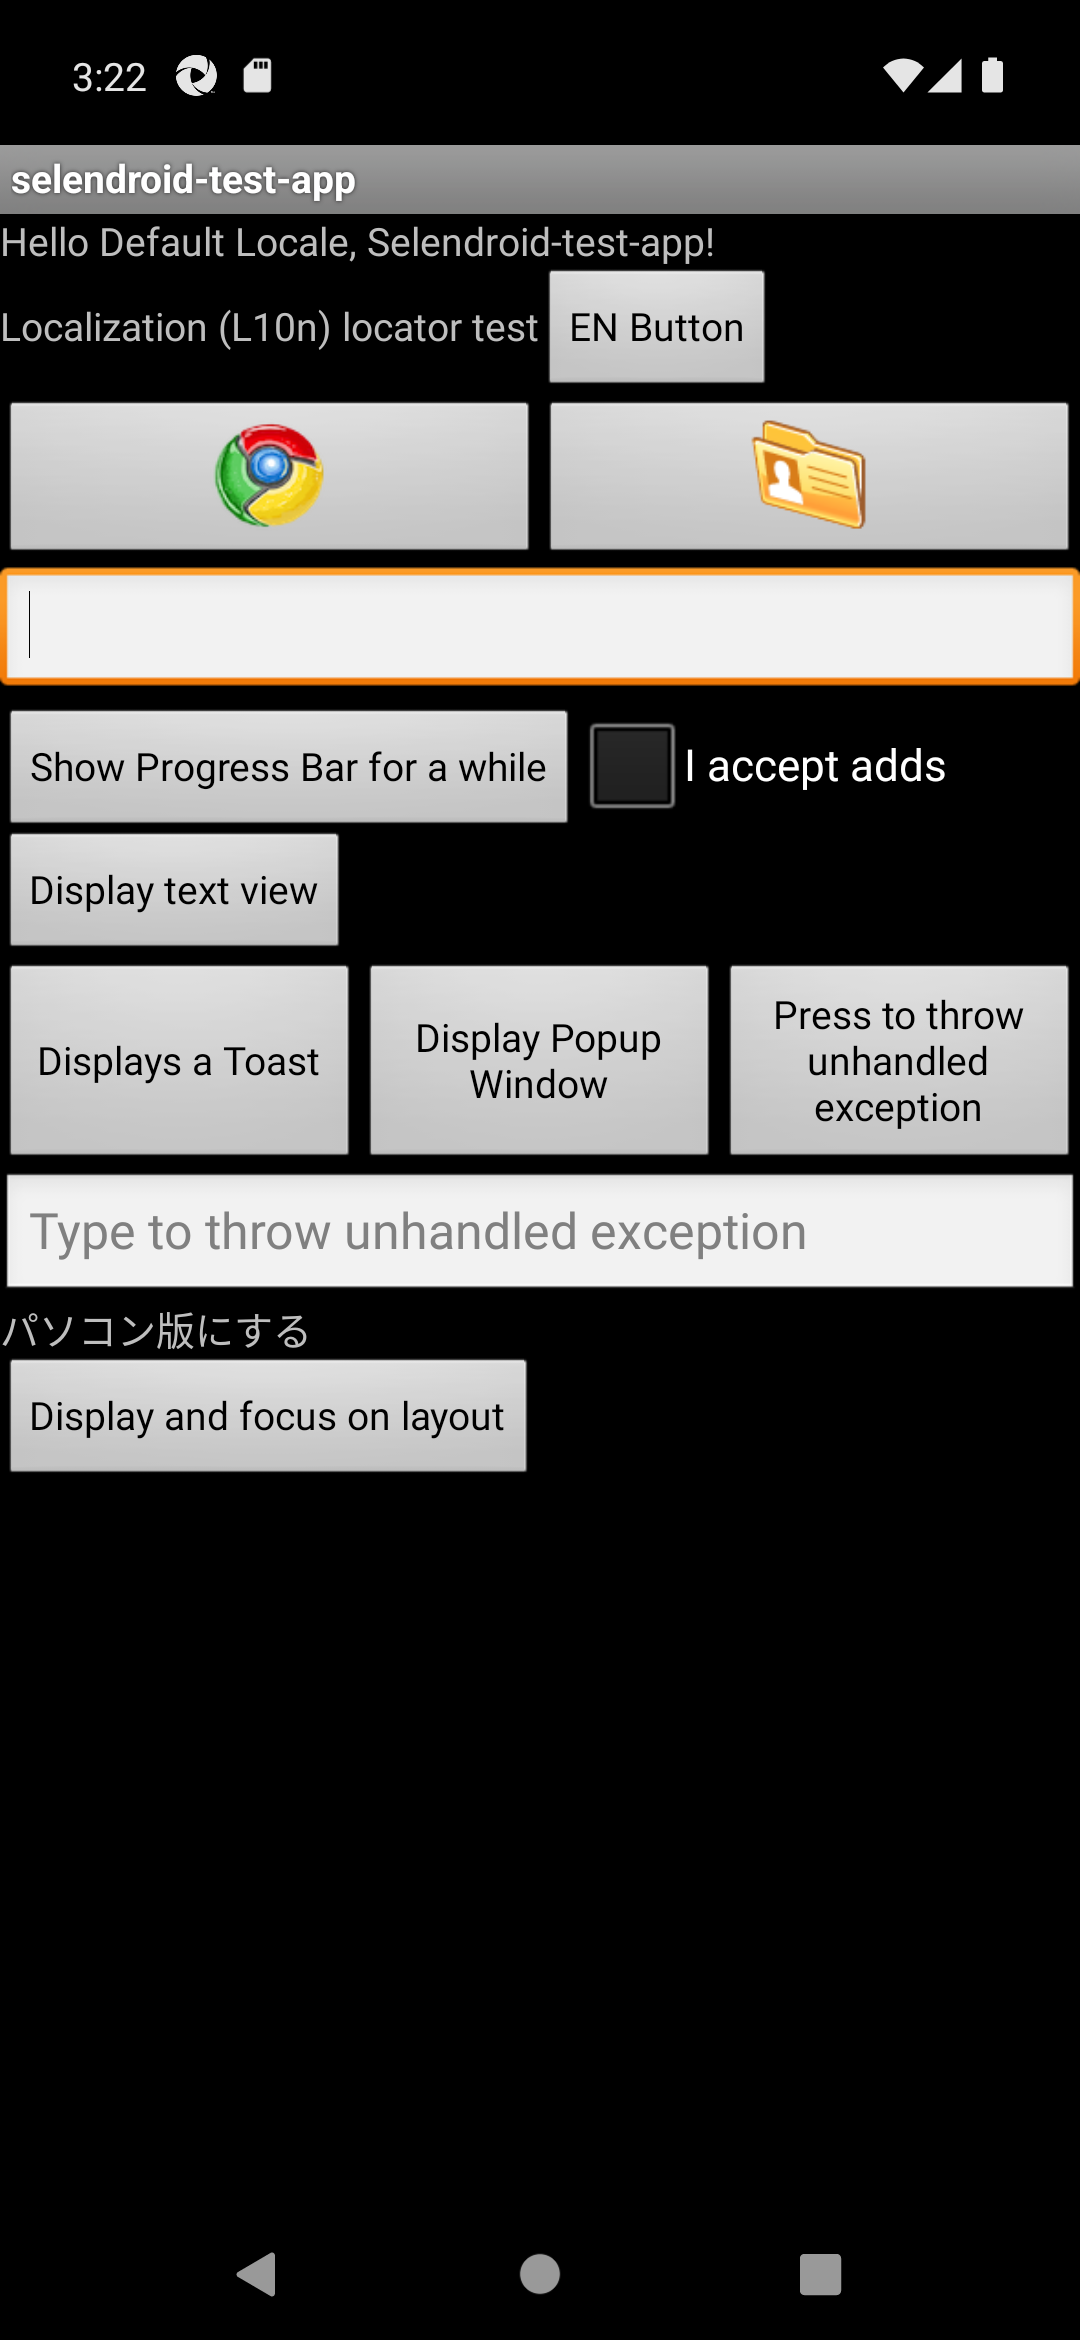 3:22
selendroid-test-app
Hello Default Locale, Selendroid-test-app!
Localization (L10n) locator test
EN Button
Show Progress Bar for a while
I accept adds
Display text view
Displays a Toast
Display Popup
Window
Press to throw
unhandled
exception
Type to throw unhandled exception
パソコン版にする
Display and focus on layout